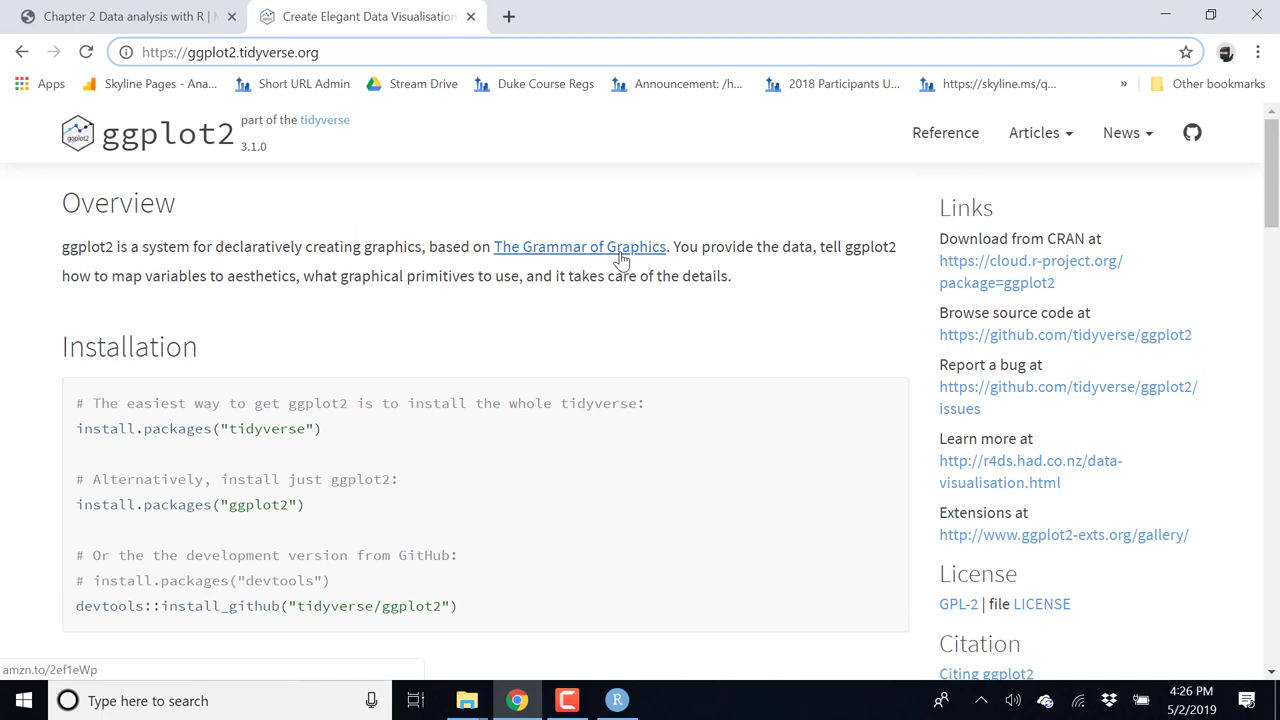 Chapter 2 Data analysis with R |
Create Elegant Data Visualisation
https://ggplot2.tidyverse.org
Apps
Skyline Pages - Ana...
Short URL Admin
Stream Drive
Duke Course Regs
Announcement: /h...
2018 Participants U...
https://skyline.ms/q...
»
Other bookmarks
ggplot2
ggplot2
part of the tidyverse
3.1.0
Reference
Articles
News
Overview
ggplot2 is a system for declaratively creating graphics, based on The Grammar of Graphics. You provide the data, tell ggplot2
how to map variables to aesthetics, what graphical primitives to use, and it takes care of the details.
Installation
# The easiest way to get ggplot2 is to install the whole tidyverse:
install.packages("tidyverse")
# Alternatively, install just ggplot2:
install.packages("ggplot2")
# Or the the development version from GitHub:
# install.packages("devtools")
devtools::install_github("tidyverse/ggplot2")
Links
Download from CRAN at
https://cloud.r-project.org/
package=ggplot2
Browse source code at
https://github.com/tidyverse/ggplot2
Report a bug at
https://github.com/tidyverse/ggplot2/
issues
Learn more at
http://r4ds.had.co.nz/data-
visualisation.html
Extensions at
http://www.ggplot2-exts.org/gallery/
License
GPL-2 | file LICENSE
Citation
Citing ggplot2
amzn.to/2ef1eWp
Type here to search
R
4:26 PM
5/2/2019